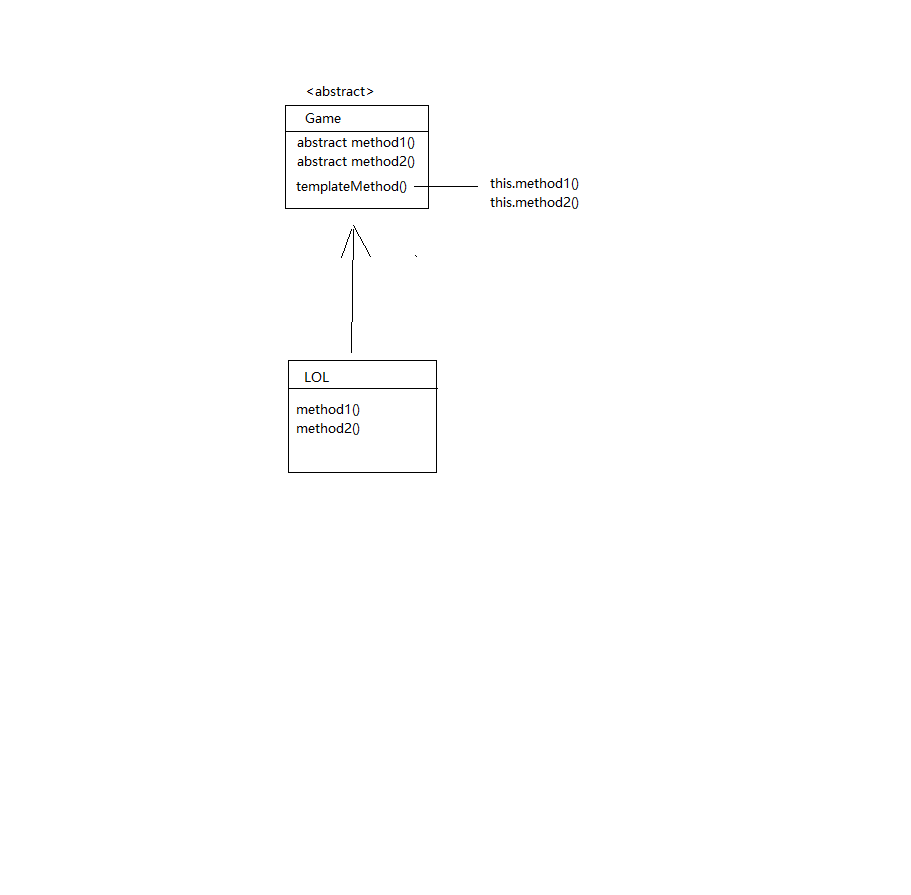 <abstract>
Game
abstract method1()
abstract method2()
templateMethod()
this.method1()
this.method2()
LOL
method1()
method2()